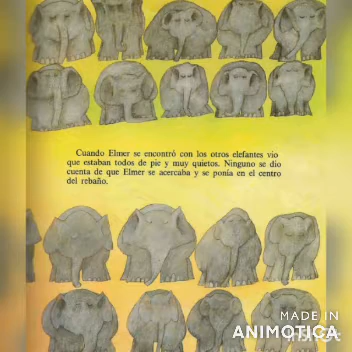 Cuando Elmer se encontró con los otros elefantes vio
que estaban todos de pie y muy quietos. Ninguno se dio
cuenta de que Elmer se acercaba y se ponía en el centro
del rebaño.
MADE IN
ANIMOTICA